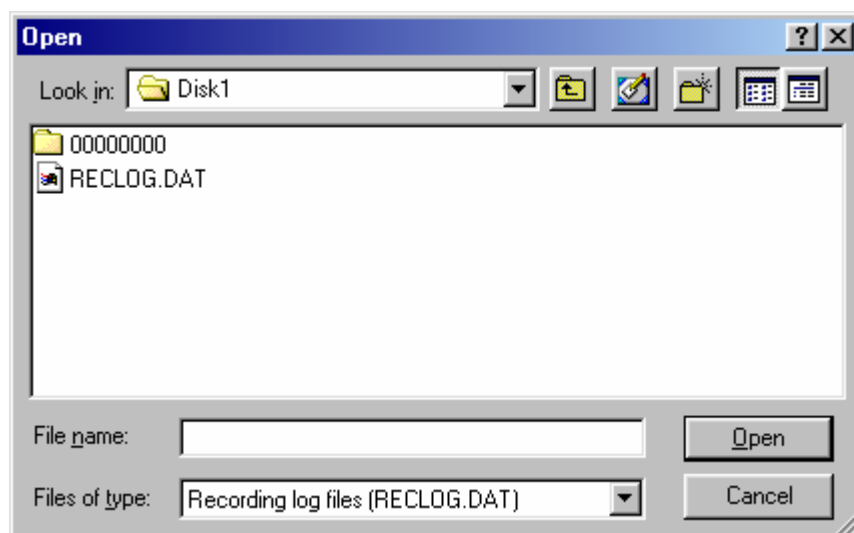 Open
Look in: Disk1
00000000
RECLOG.DAT
File name:
Open
Files of type: Recording log files (RECLOG.DAT)
Cancel